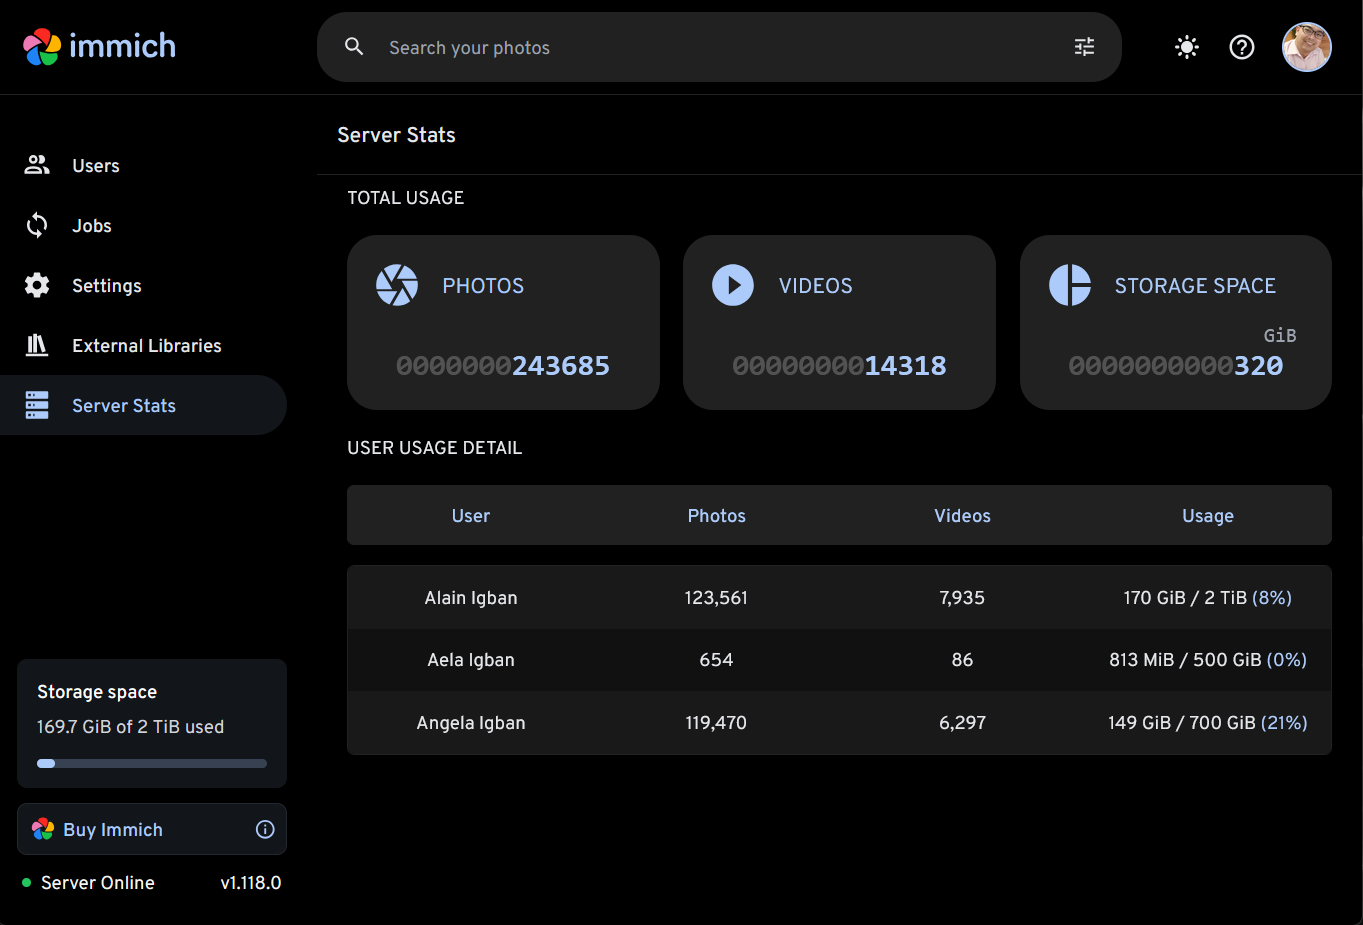 immich
Search your photos
Users
Jobs
Settings
External Libraries
Server Stats
Storage space
169.7 GiB of 2 TiB used
Buy Immich
Server Online v1.118.0
Server Stats
TOTAL USAGE
PHOTOS
0000000243685
VIDEOS
0000000014318
STORAGE SPACE
GiB
0000000000320
USER USAGE DETAIL
User Photos Videos Usage
Alain Igban 123,561 7,935 170 GiB / 2 TiB (8%)
Aela Igban 654 86 813 MiB / 500 GiB (0%)
Angela Igban 119,470 6,297 149 GiB / 700 GiB (21%)